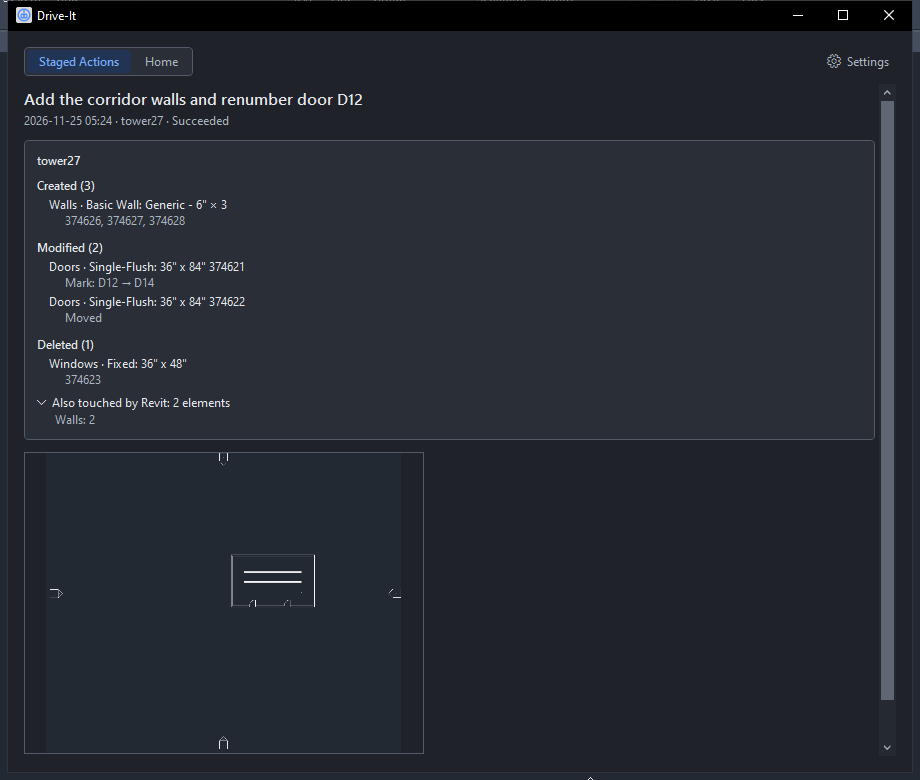 Drive-It
Staged Actions
Home
Settings
Add the corridor walls and renumber door D12
2026-11-25 05:24 · tower27 · Succeeded
tower27
Created (3)
Walls · Basic Wall: Generic - 6" × 3
374626, 374627, 374628
Modified (2)
Doors · Single-Flush: 36" x 84" 374621
Mark: D12 → D14
Doors · Single-Flush: 36" x 84" 374622
Moved
Deleted (1)
Windows · Fixed: 36" x 48"
374623
Also touched by Revit: 2 elements
Walls: 2